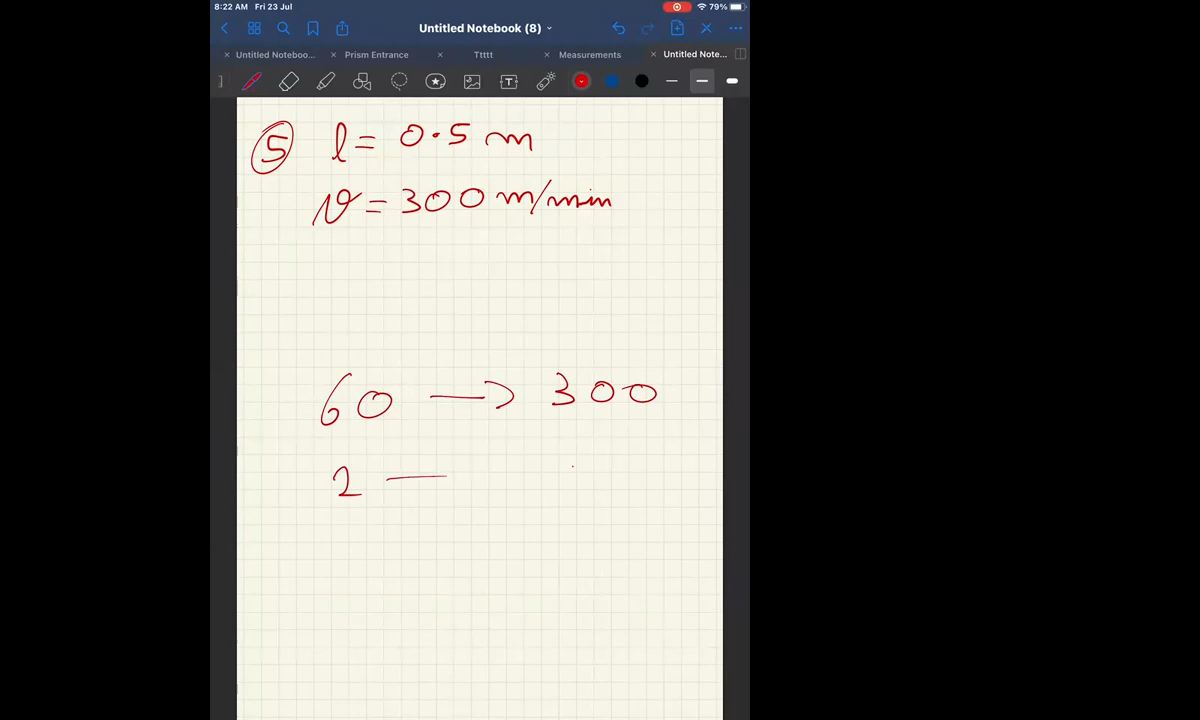 8:22 AM Fri 23 Jul
79%
Untitled Notebook (8)
Untitled Noteboo...
Prism Entrance
Ttttt
Measurements
Untitled Note...
T
5 l = 0.5 m
v = 300 m/min
60 → 300
2 —